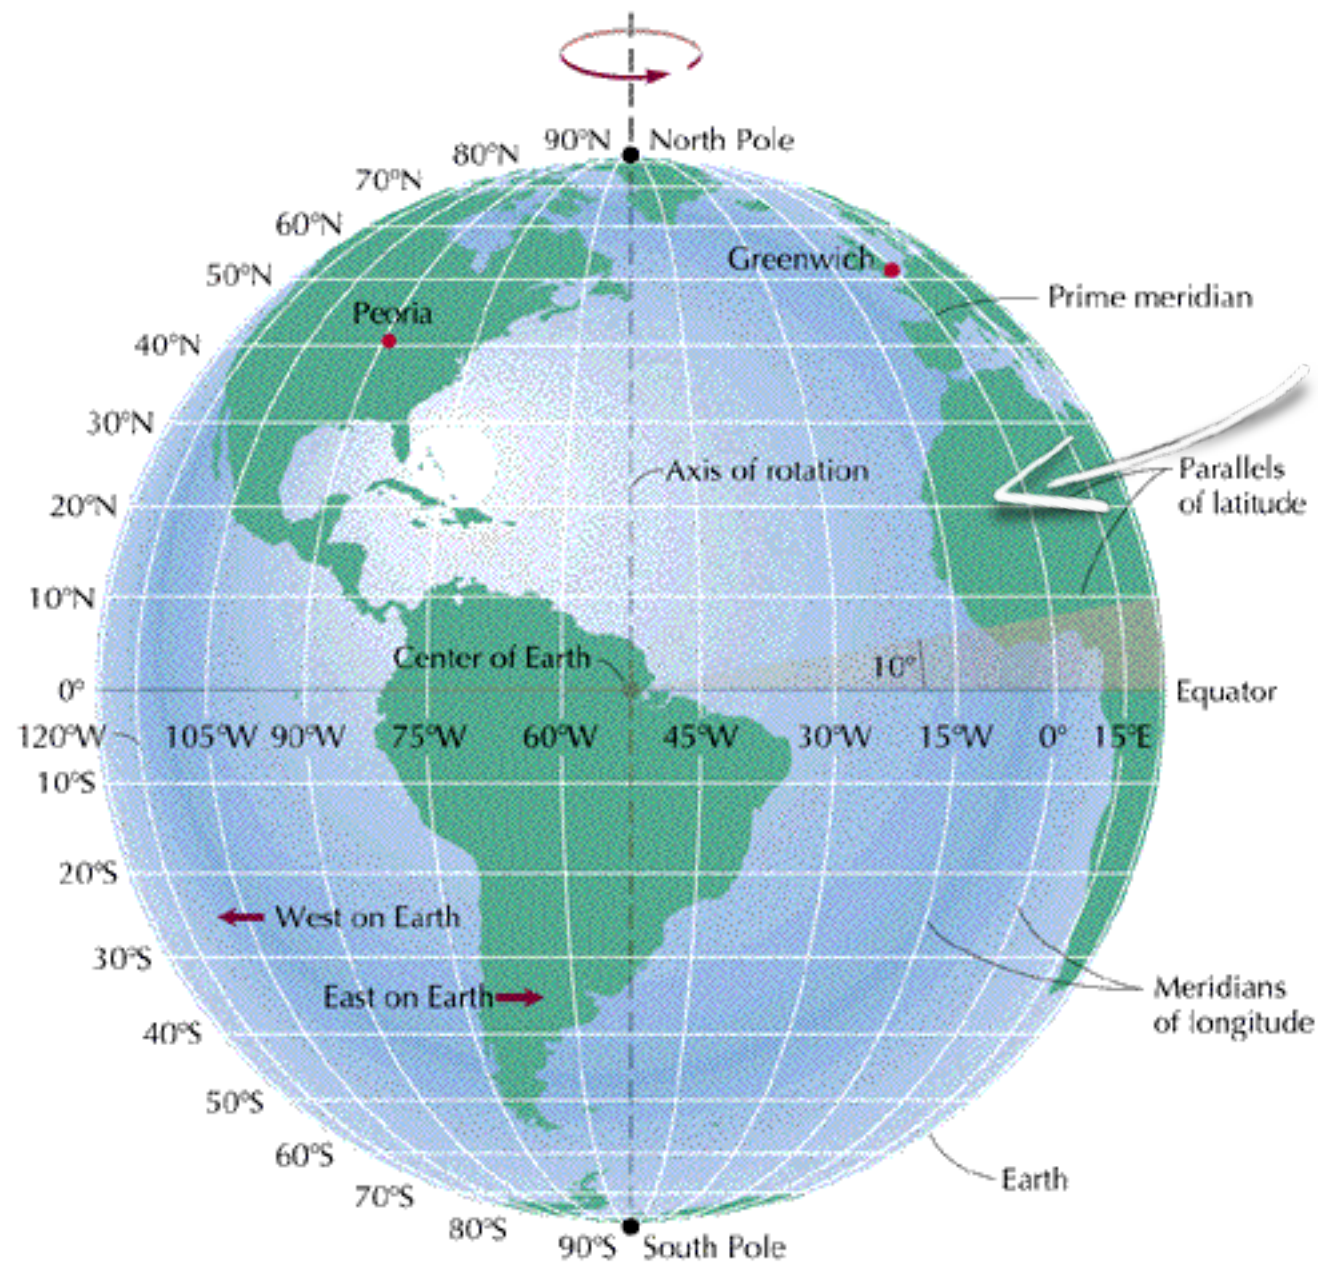 90°N North Pole
80°N
70°N
60°N
50°N
Greenwich
Prime meridian
Peoria
40°N
30°N
Axis of rotation
Parallels
of latitude
20°N
10°N
Center of Earth
10°
0°
Equator
120°W 105°W 90°W 75°W 60°W 45°W 30°W 15°W 0° 15°E
10°S
20°S
West on Earth
30°S
East on Earth
Meridians
of longitude
40°S
50°S
60°S
Earth
70°S
80°S
90°S South Pole